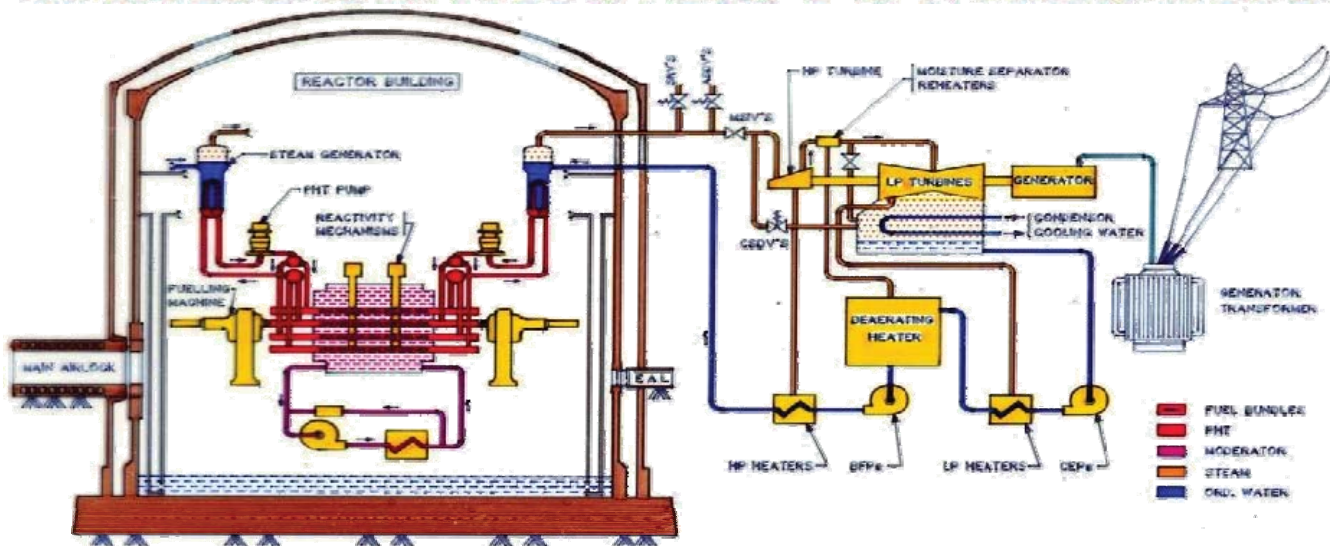 REACTOR BUILDING
STEAM GENERATOR
PHT PUMP
REACTIVITY
MECHANISMS
FUELLING
MACHINE
MAIN AIRLOCK
E.A.L
MSIV'S
HP TURBINE
MOISTURE SEPARATOR
REHEATERS
LP TURBINES
GENERATOR
CONDENSOR
COOLING WATER
CSDV'S
DEAERATING
HEATER
GENERATOR
TRANSFORMER
HP HEATERS
BFPs
LP HEATERS
CEPs
FUEL BUNDLES
PHT
MODERATOR
STEAM
ORD. WATER